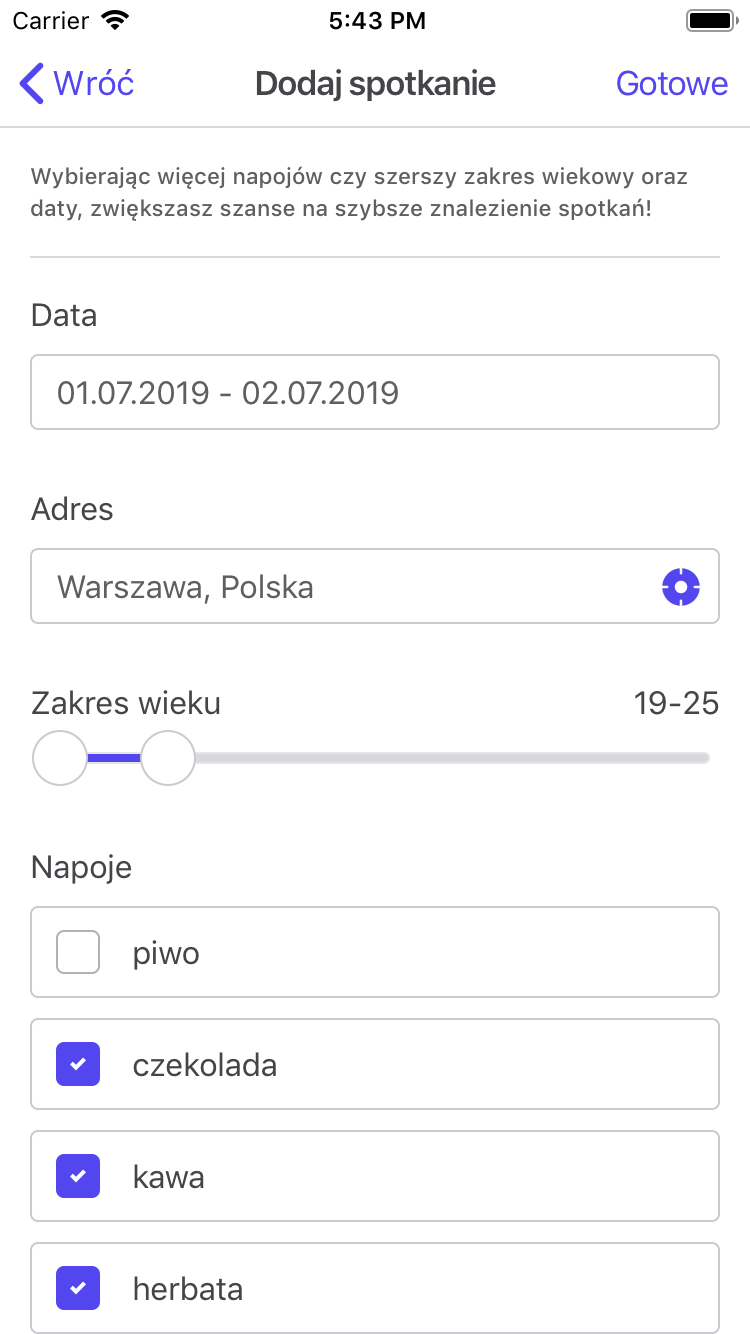 Carrier 5:43 PM
Wróć Dodaj spotkanie Gotowe
Wybierając więcej napojów czy szerszy zakres wiekowy oraz
daty, zwiększasz szanse na szybsze znalezienie spotkań!
Data
01.07.2019 - 02.07.2019
Adres
Warszawa, Polska
Zakres wieku 19-25
Napoje
piwo
czekolada
kawa
herbata